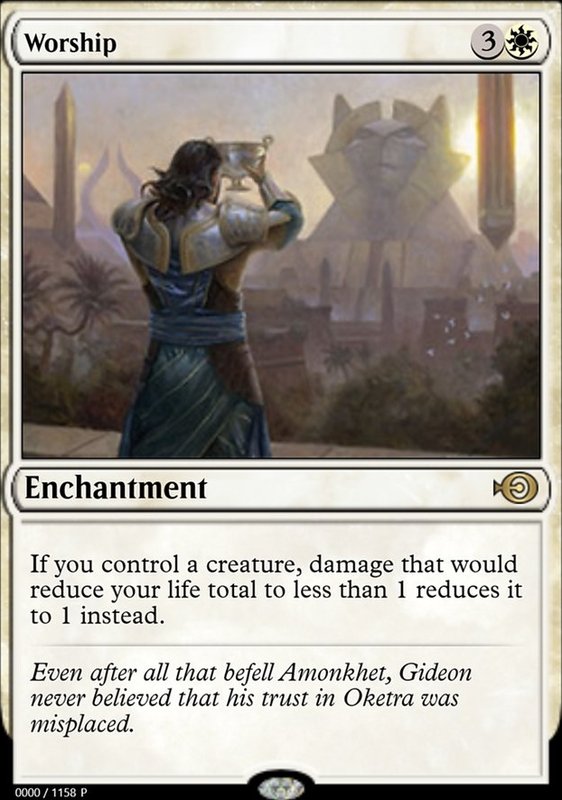 Worship 3
Enchantment
If you control a creature, damage that would
reduce your life total to less than 1 reduces it
to 1 instead.
Even after all that befell Amonkhet, Gideon
never believed that his trust in Oketra was
misplaced.
0000 / 1158 P